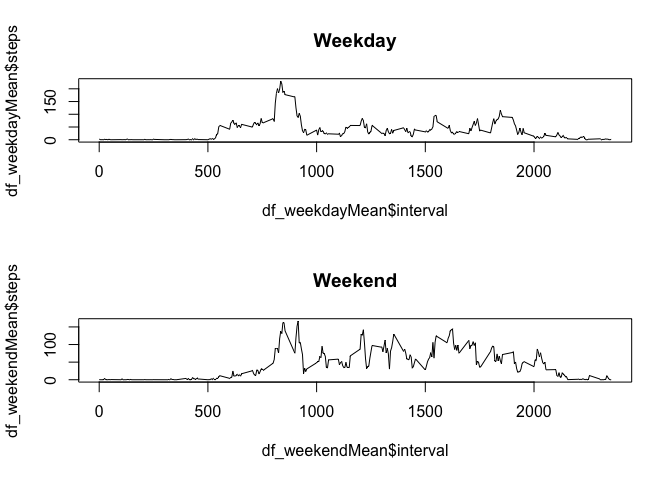 Weekday
df_weekdayMean$steps
150
0
0 500 1000 1500 2000
df_weekdayMean$interval
Weekend
df_weekendMean$steps
100
0
0 500 1000 1500 2000
df_weekendMean$interval